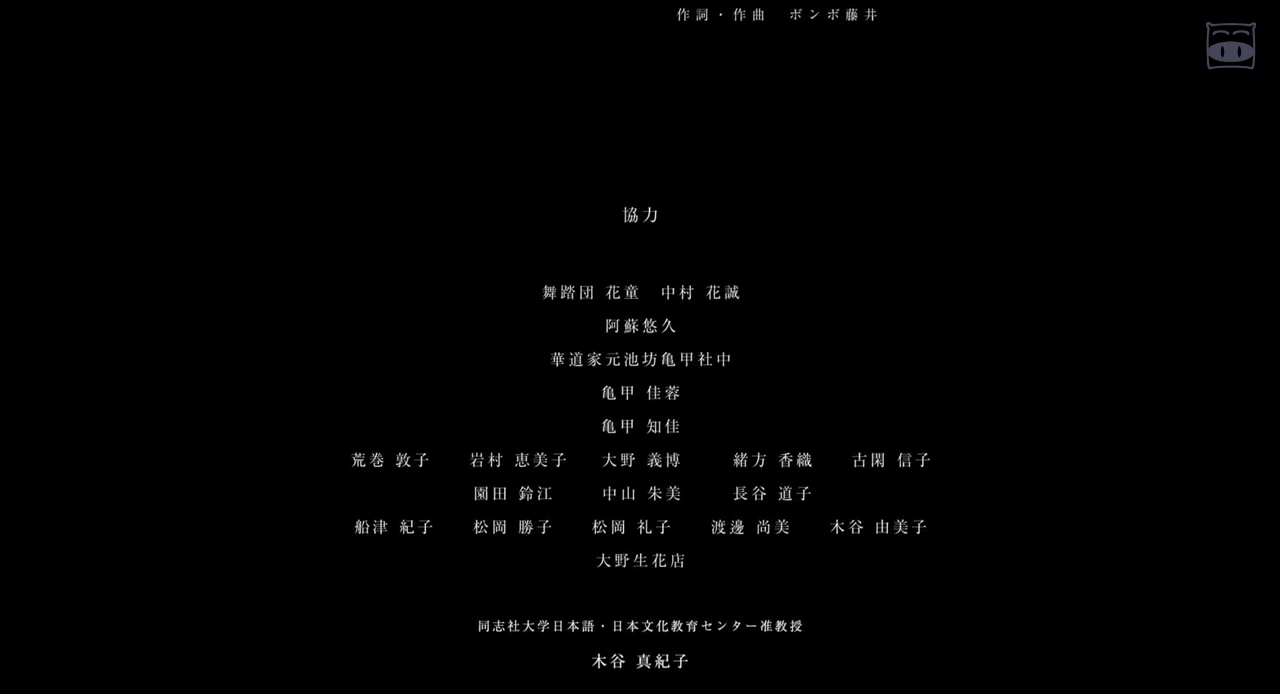 作詞・作曲　ボンボ藤井
協力
舞踏団 花童　中村 花誠
阿蘇悠久
華道家元池坊亀甲社中
亀甲 佳蓉
亀甲 知佳
荒巻 敦子　岩村 恵美子　大野 義博　緒方 香織　古閑 信子
園田 鈴江　中山 朱美　長谷 道子
船津 紀子　松岡 勝子　松岡 礼子　渡邊 尚美　木谷 由美子
大野生花店
同志社大学日本語・日本文化教育センター准教授
木谷 真紀子